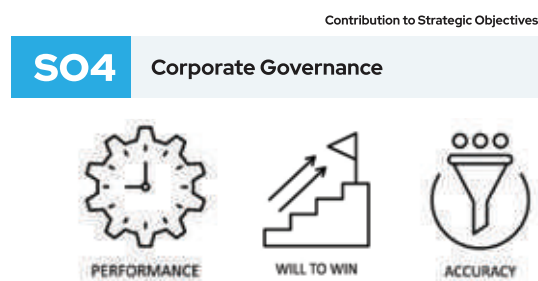 Contribution to Strategic Objectives
SO4 Corporate Governance
PERFORMANCE WILL TO WIN ACCURACY